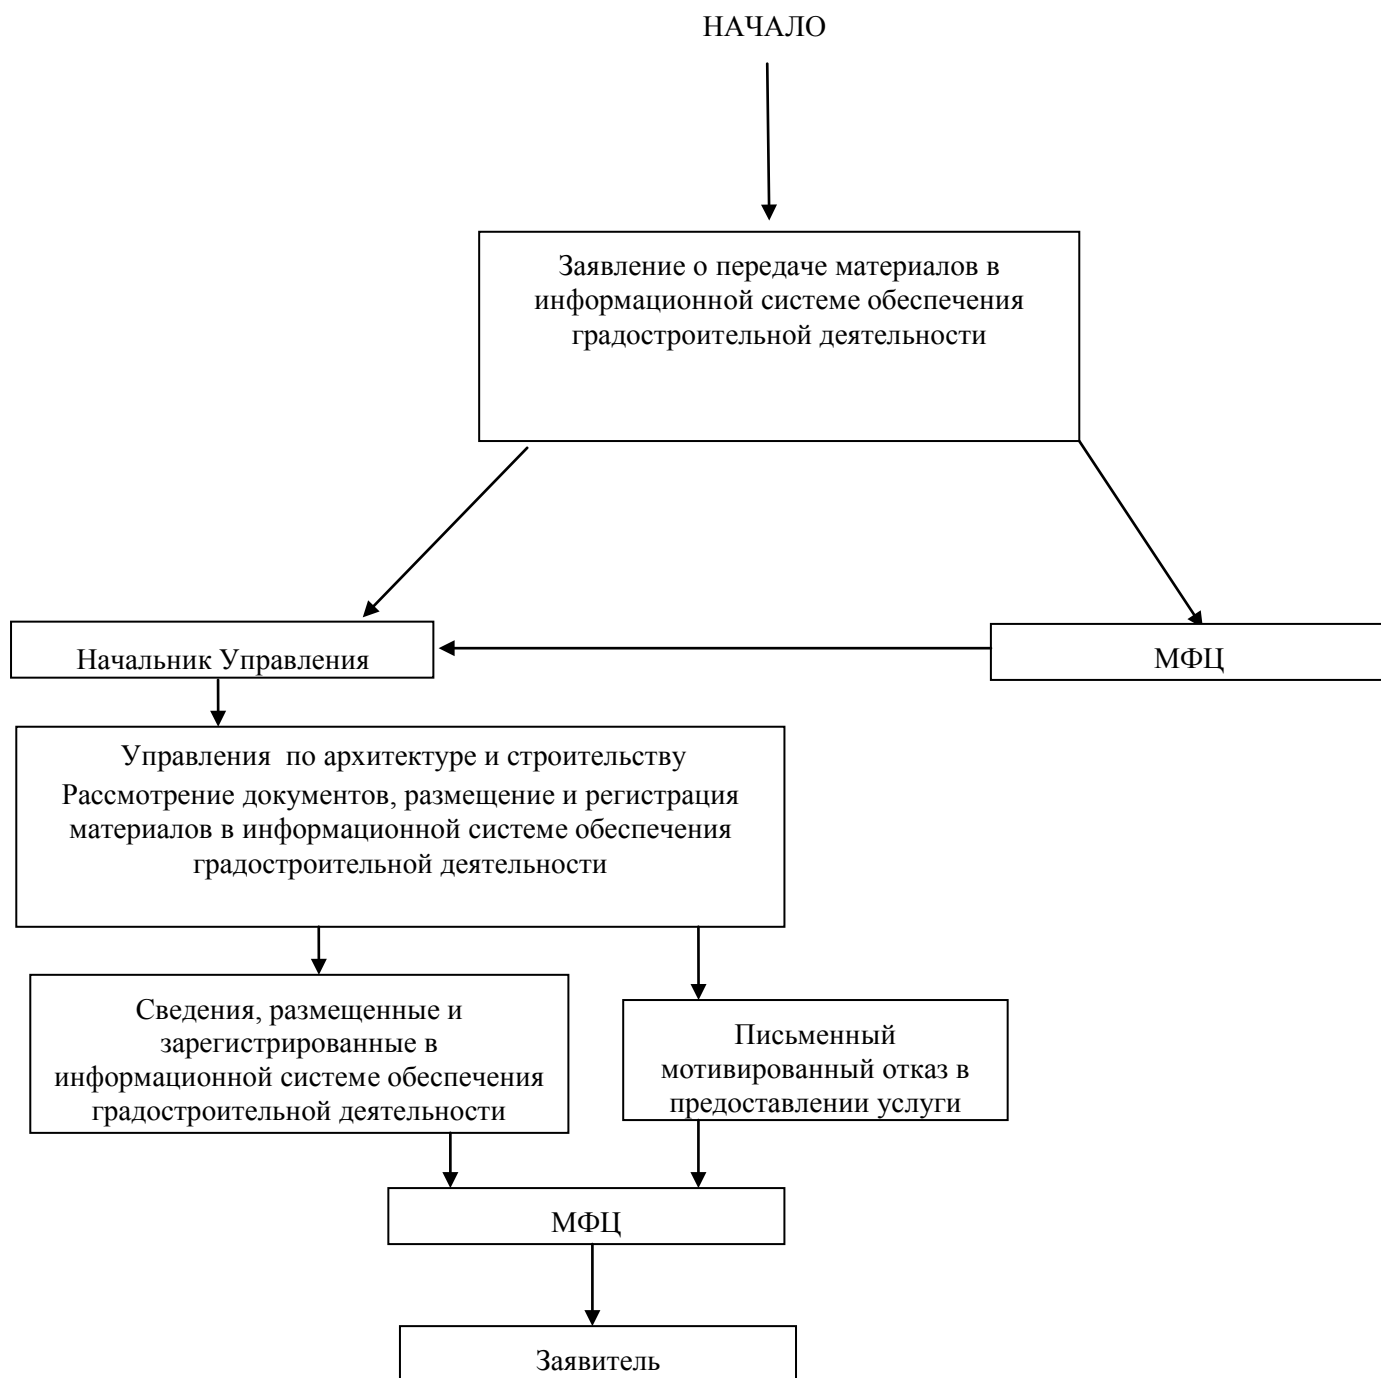 НАЧАЛО
Заявление о передаче материалов в
информационной системе обеспечения
градостроительной деятельности
Начальник Управления
МФЦ
Управления  по архитектуре и строительству
Рассмотрение документов, размещение и регистрация
материалов в информационной системе обеспечения
градостроительной деятельности
Сведения, размещенные и
зарегистрированные в
информационной системе обеспечения
градостроительной деятельности
Письменный
мотивированный отказ в
предоставлении услуги
МФЦ
Заявитель